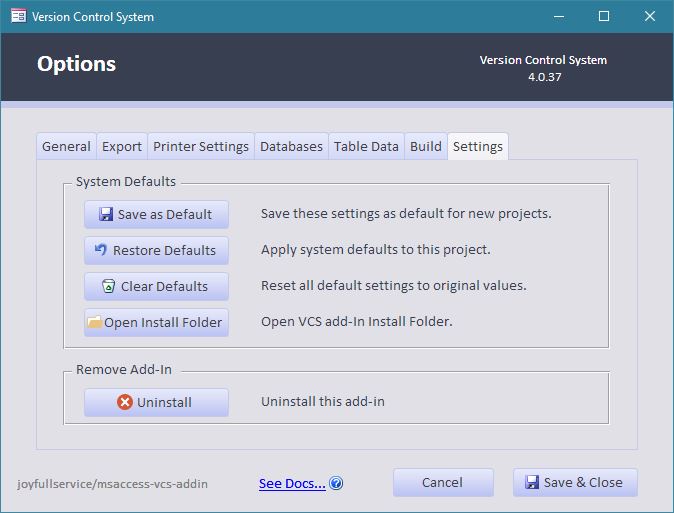 Version Control System
Options
Version Control System
4.0.37
General Export Printer Settings Databases Table Data Build Settings
System Defaults
Save as Default Save these settings as default for new projects.
Restore Defaults Apply system defaults to this project.
Clear Defaults Reset all default settings to original values.
Open Install Folder Open VCS add-In Install Folder.
Remove Add-In
Uninstall Uninstall this add-in
joyfullservice/msaccess-vcs-addin See Docs... ? Cancel Save & Close